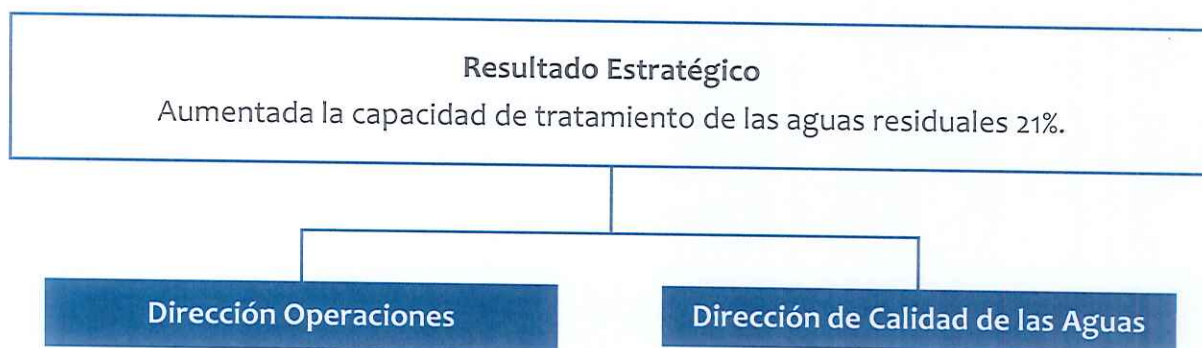 Resultado Estratégico
Aumentada la capacidad de tratamiento de las aguas residuales 21%.
Dirección Operaciones
Dirección de Calidad de las Aguas